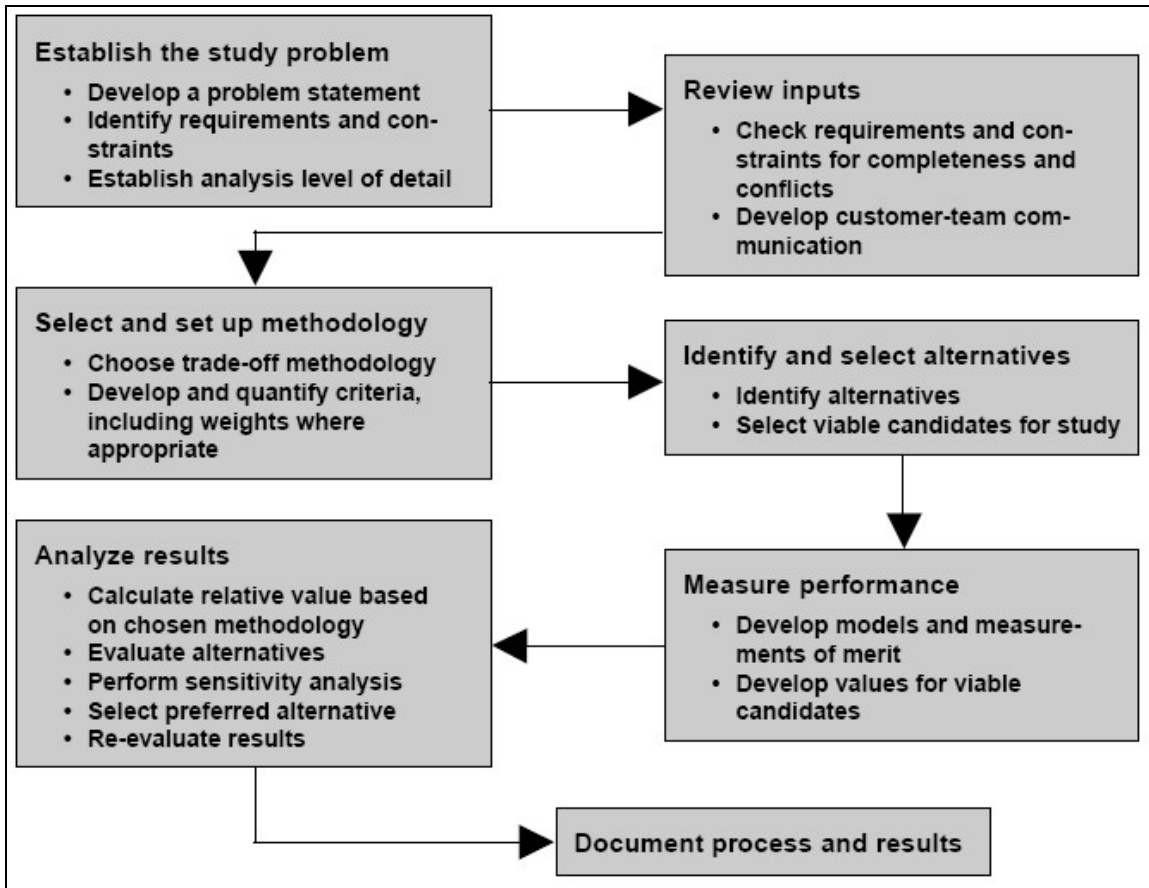 Establish the study problem
• Develop a problem statement
• Identify requirements and con-
straints
• Establish analysis level of detail
Review inputs
• Check requirements and con-
straints for completeness and
conflicts
• Develop customer-team com-
munication
Select and set up methodology
• Choose trade-off methodology
• Develop and quantify criteria,
including weights where
appropriate
Identify and select alternatives
• Identify alternatives
• Select viable candidates for study
Measure performance
• Develop models and measure-
ments of merit
• Develop values for viable
candidates
Analyze results
• Calculate relative value based
on chosen methodology
• Evaluate alternatives
• Perform sensitivity analysis
• Select preferred alternative
• Re-evaluate results
Document process and results